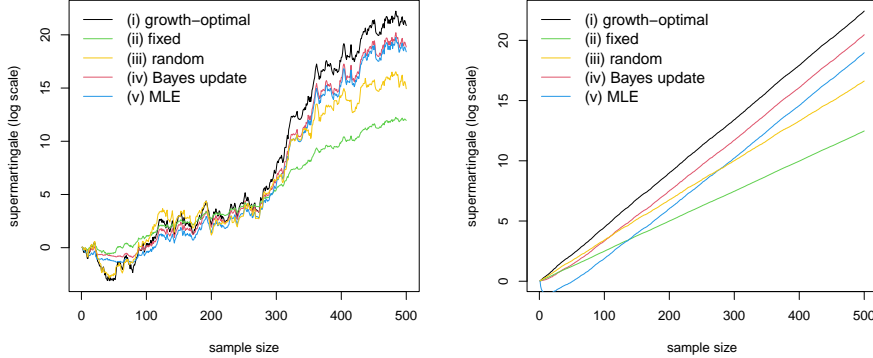 (i) growth−optimal
(ii) fixed
(iii) random
(iv) Bayes update
(v) MLE
supermartingale (log scale)
0
5
10
15
20
0
100
200
300
400
500
sample size
(i) growth−optimal
(ii) fixed
(iii) random
(iv) Bayes update
(v) MLE
supermartingale (log scale)
0
5
10
15
20
0
100
200
300
400
500
sample size